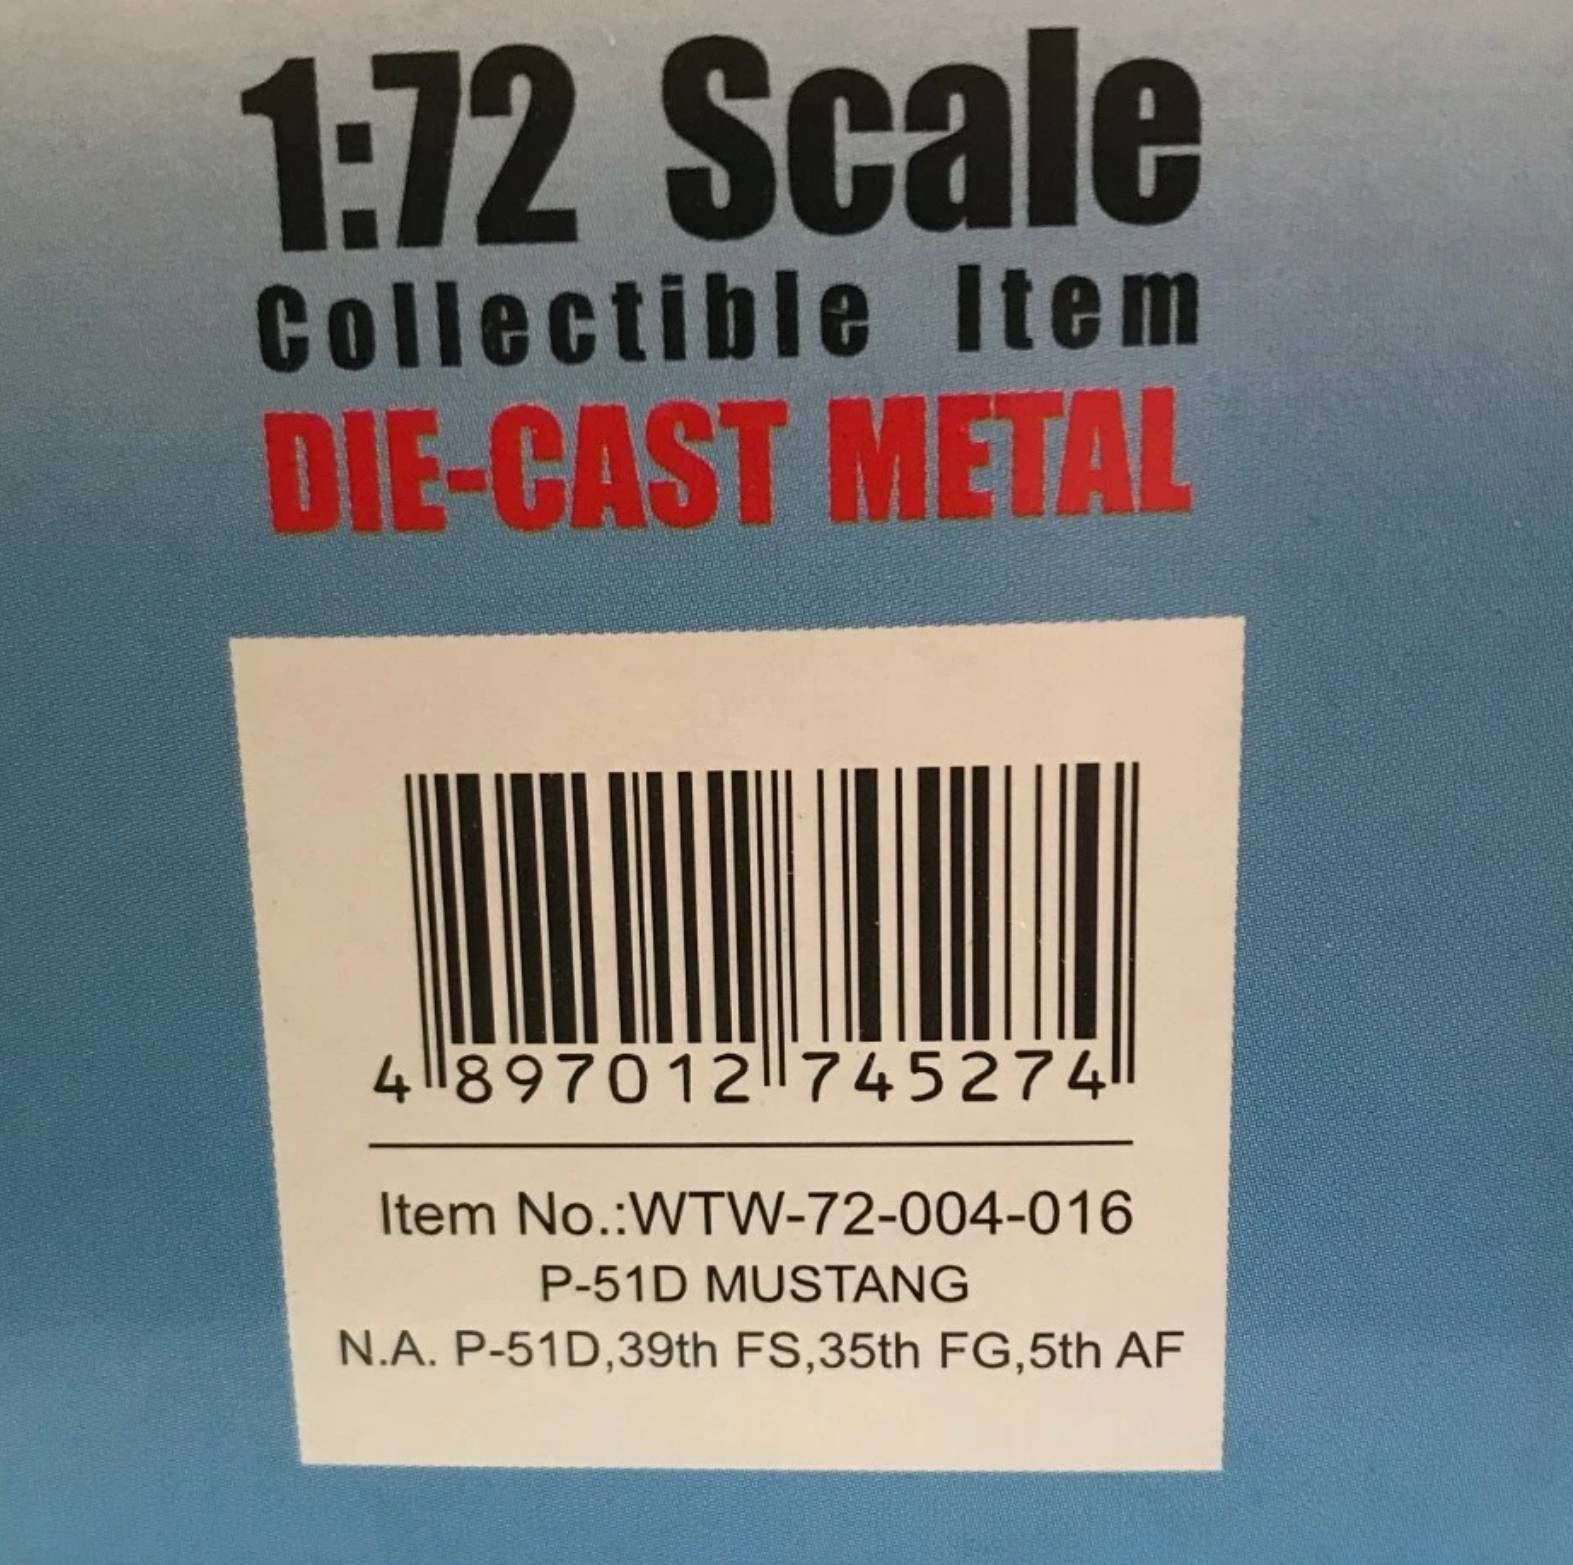 1:72 Scale
Collectible Item
DIE-CAST METAL
4 897012 745274
Item No.:WTW-72-004-016
P-51D MUSTANG
N.A. P-51D,39th FS,35th FG,5th AF